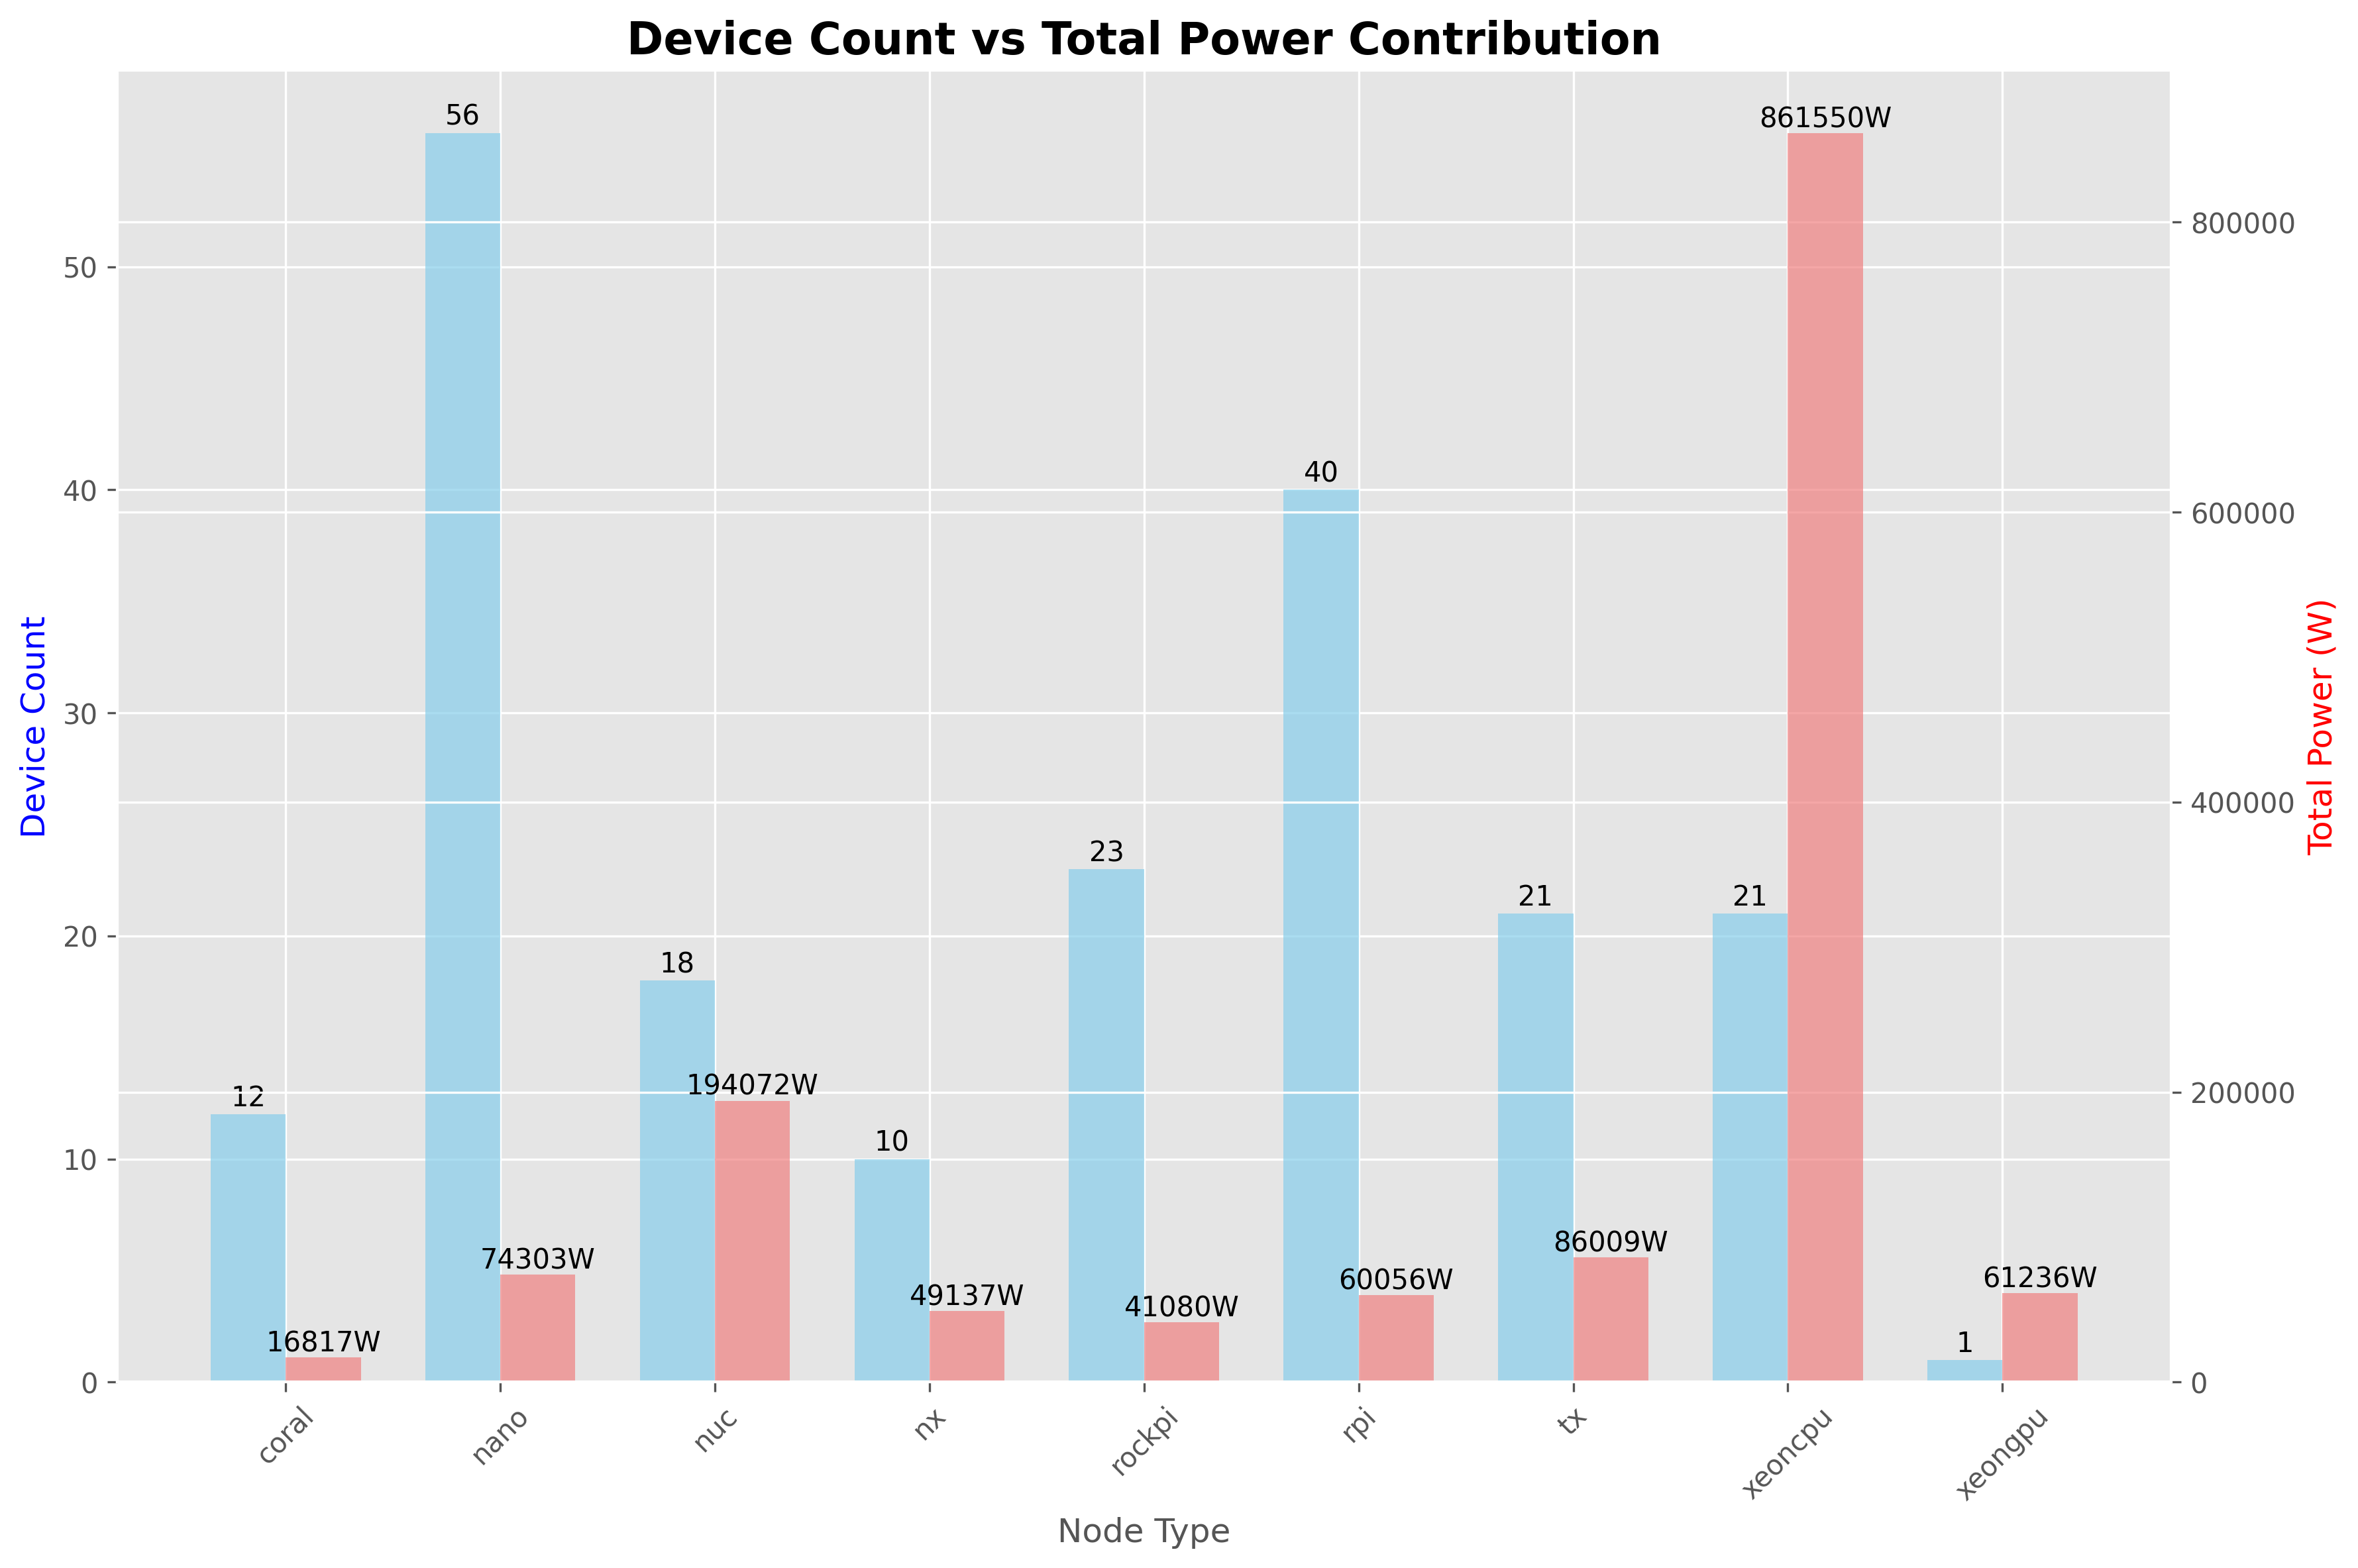 Device Count vs Total Power Contribution
56
861550W
800000
50
40
40
600000
Device Count
Total Power (W)
30
400000
23
21
21
20
18
12
194072W
200000
10
10
74303W
49137W
41080W
60056W
86009W
61236W
16817W
1
0
0
coral
nano
nuc
nx
rockpi
rpi
tx
xeoncpu
xeongpu
Node Type